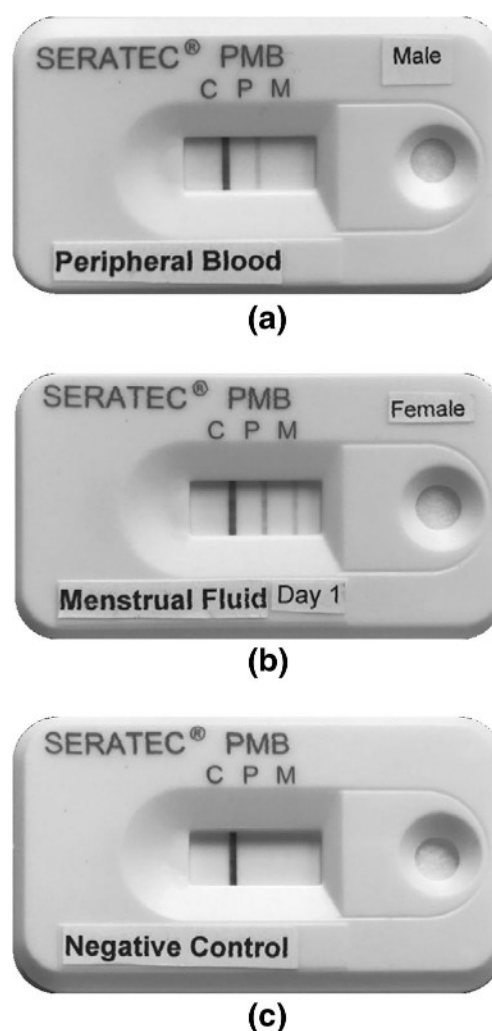 SERATEC® PMB Male
C P M
Peripheral Blood
(a)
SERATEC® PMB Female
C P M
Menstrual Fluid Day 1
(b)
SERATEC® PMB
C P M
Negative Control
(c)